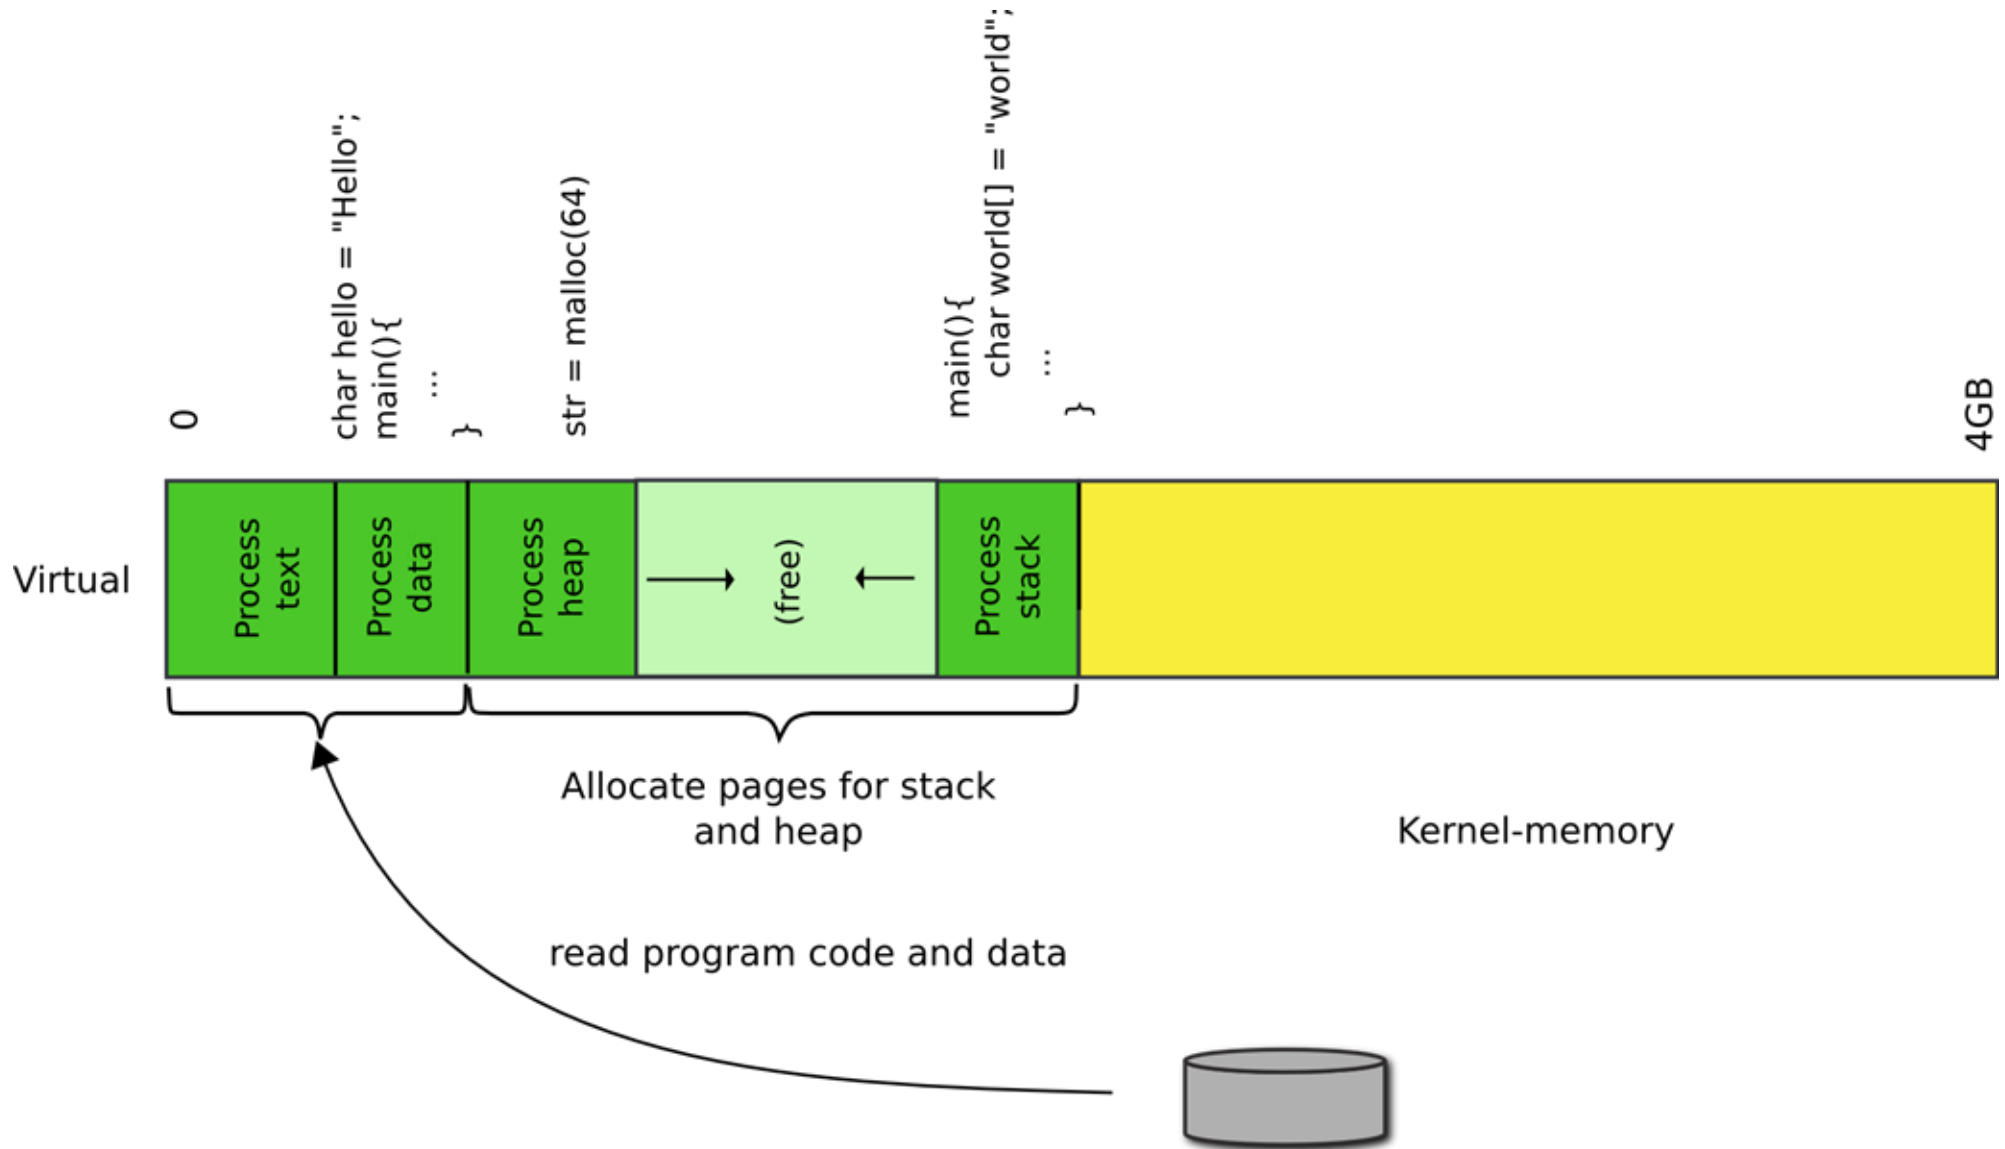 0
char hello = "Hello";
main(){
...
}
str = malloc(64)
main(){
char world[] = "world";
...
}
4GB
Virtual
Process
text
Process
data
Process
heap
(free)
Process
stack
Allocate pages for stack
and heap
Kernel-memory
read program code and data